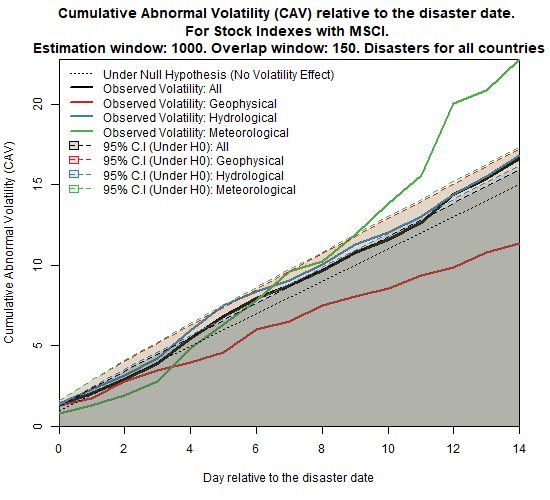 Cumulative Abnormal Volatility (CAV) relative to the disaster date.
For Stock Indexes with MSCI.
Estimation window: 1000. Overlap window: 150. Disasters for all countries
Under Null Hypothesis (No Volatility Effect)
Observed Volatility: All
Observed Volatility: Geophysical
Observed Volatility: Hydrological
Observed Volatility: Meteorological
95% C.I (Under H0): All
95% C.I (Under H0): Geophysical
95% C.I (Under H0): Hydrological
95% C.I (Under H0): Meteorological
Cumulative Abnormal Volatility (CAV)
20
15
10
5
0
0 2 4 6 8 10 12 14
Day relative to the disaster date